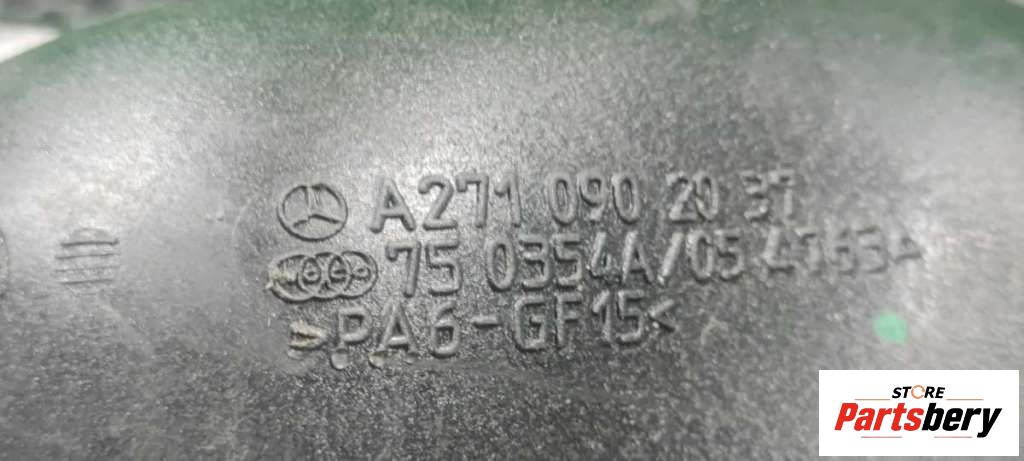 A271 090 20 37
75 0354A/05
>PA6-GF15<
STORE
Partsbery